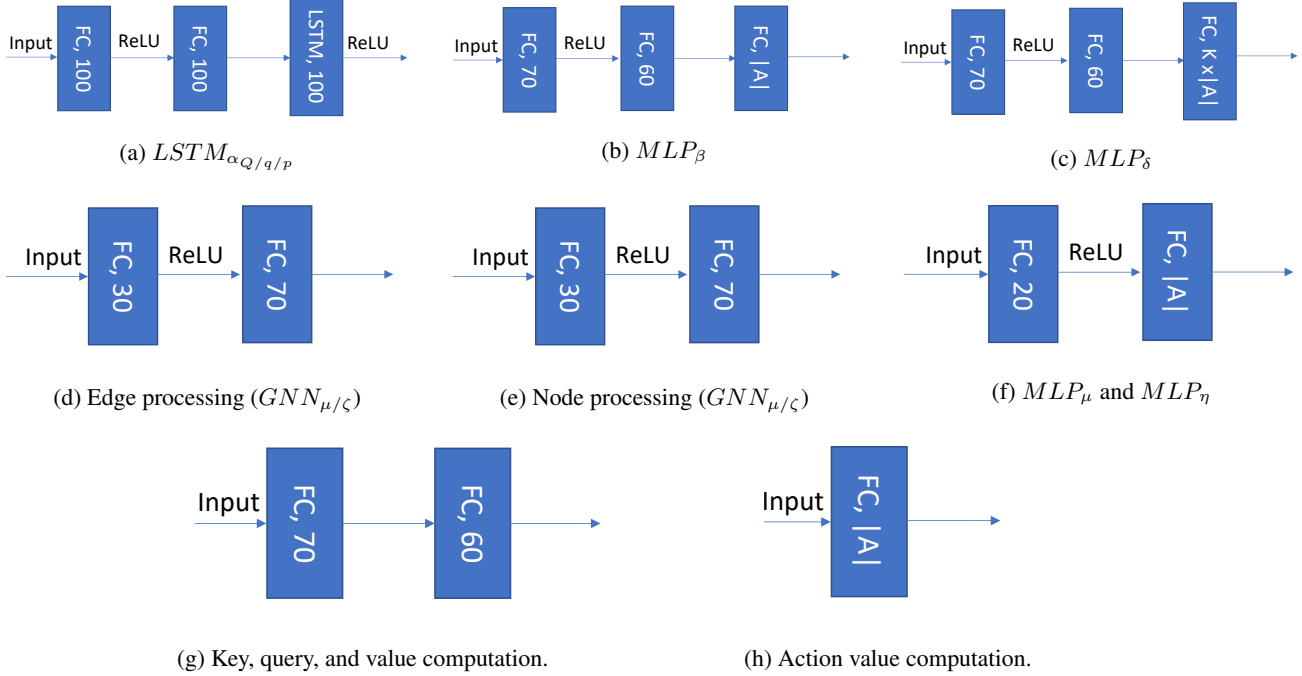 Input
FC, 100
ReLU
FC, 100
LSTM, 100
ReLU
(a) LSTM_{α_{Q/q/p}}
Input
FC, 70
ReLU
FC, 60
FC, |A|
(b) MLP_β
Input
FC, 70
ReLU
FC, 60
FC, K x|A|
(c) MLP_δ
Input
FC, 30
ReLU
FC, 70
(d) Edge processing (GNN_{μ/ζ})
Input
FC, 30
ReLU
FC, 70
(e) Node processing (GNN_{μ/ζ})
Input
FC, 20
ReLU
FC, |A|
(f) MLP_μ and MLP_η
Input
FC, 70
FC, 60
(g) Key, query, and value computation.
Input
FC, |A|
(h) Action value computation.